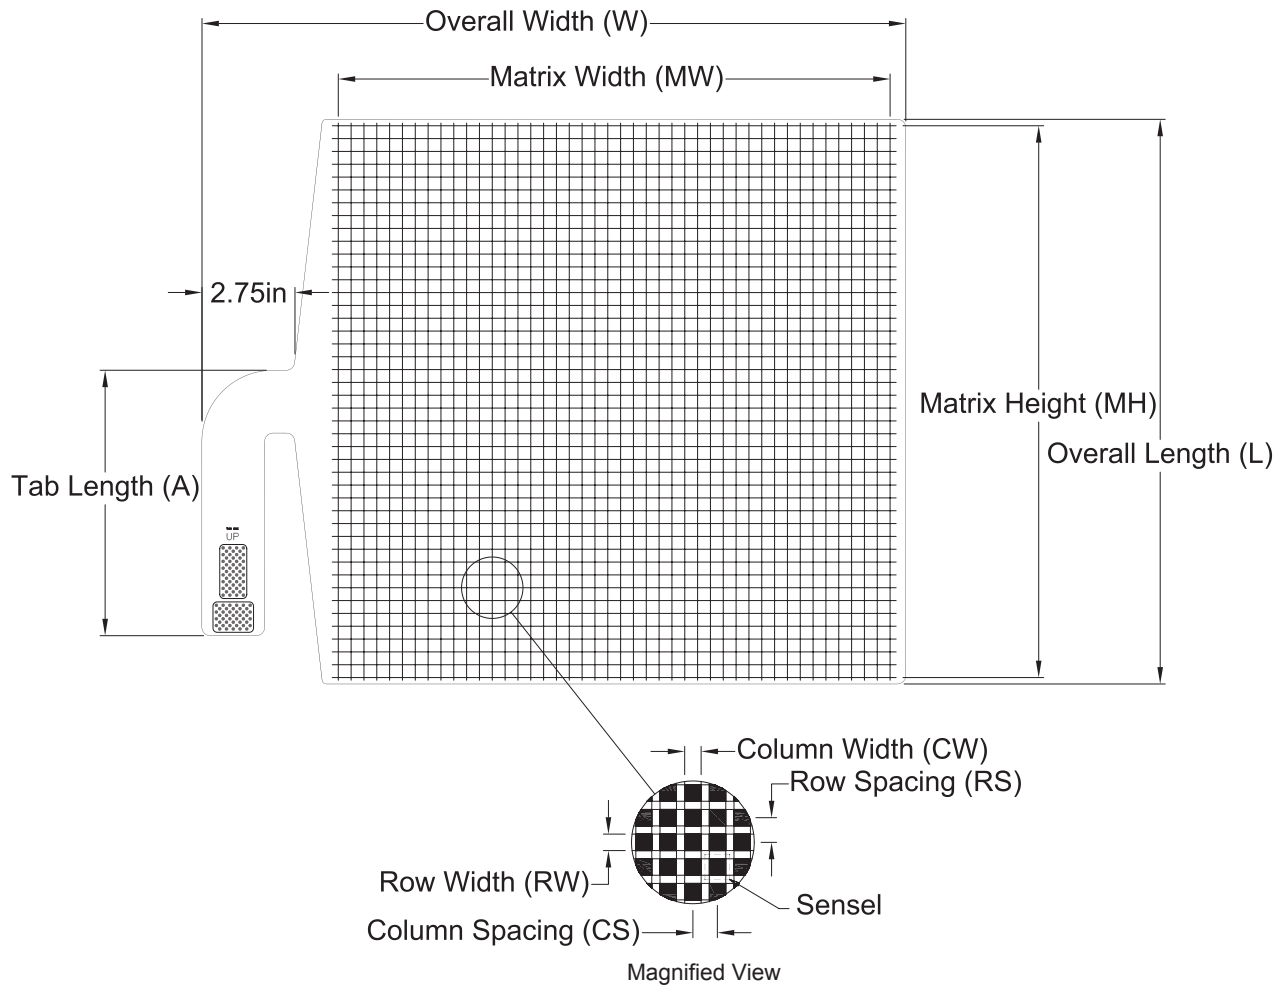 Overall Width (W)
Matrix Width (MW)
2.75in
Matrix Height (MH)
Overall Length (L)
Tab Length (A)
UP
Column Width (CW)
Row Spacing (RS)
Row Width (RW)
Sensel
Column Spacing (CS)
Magnified View